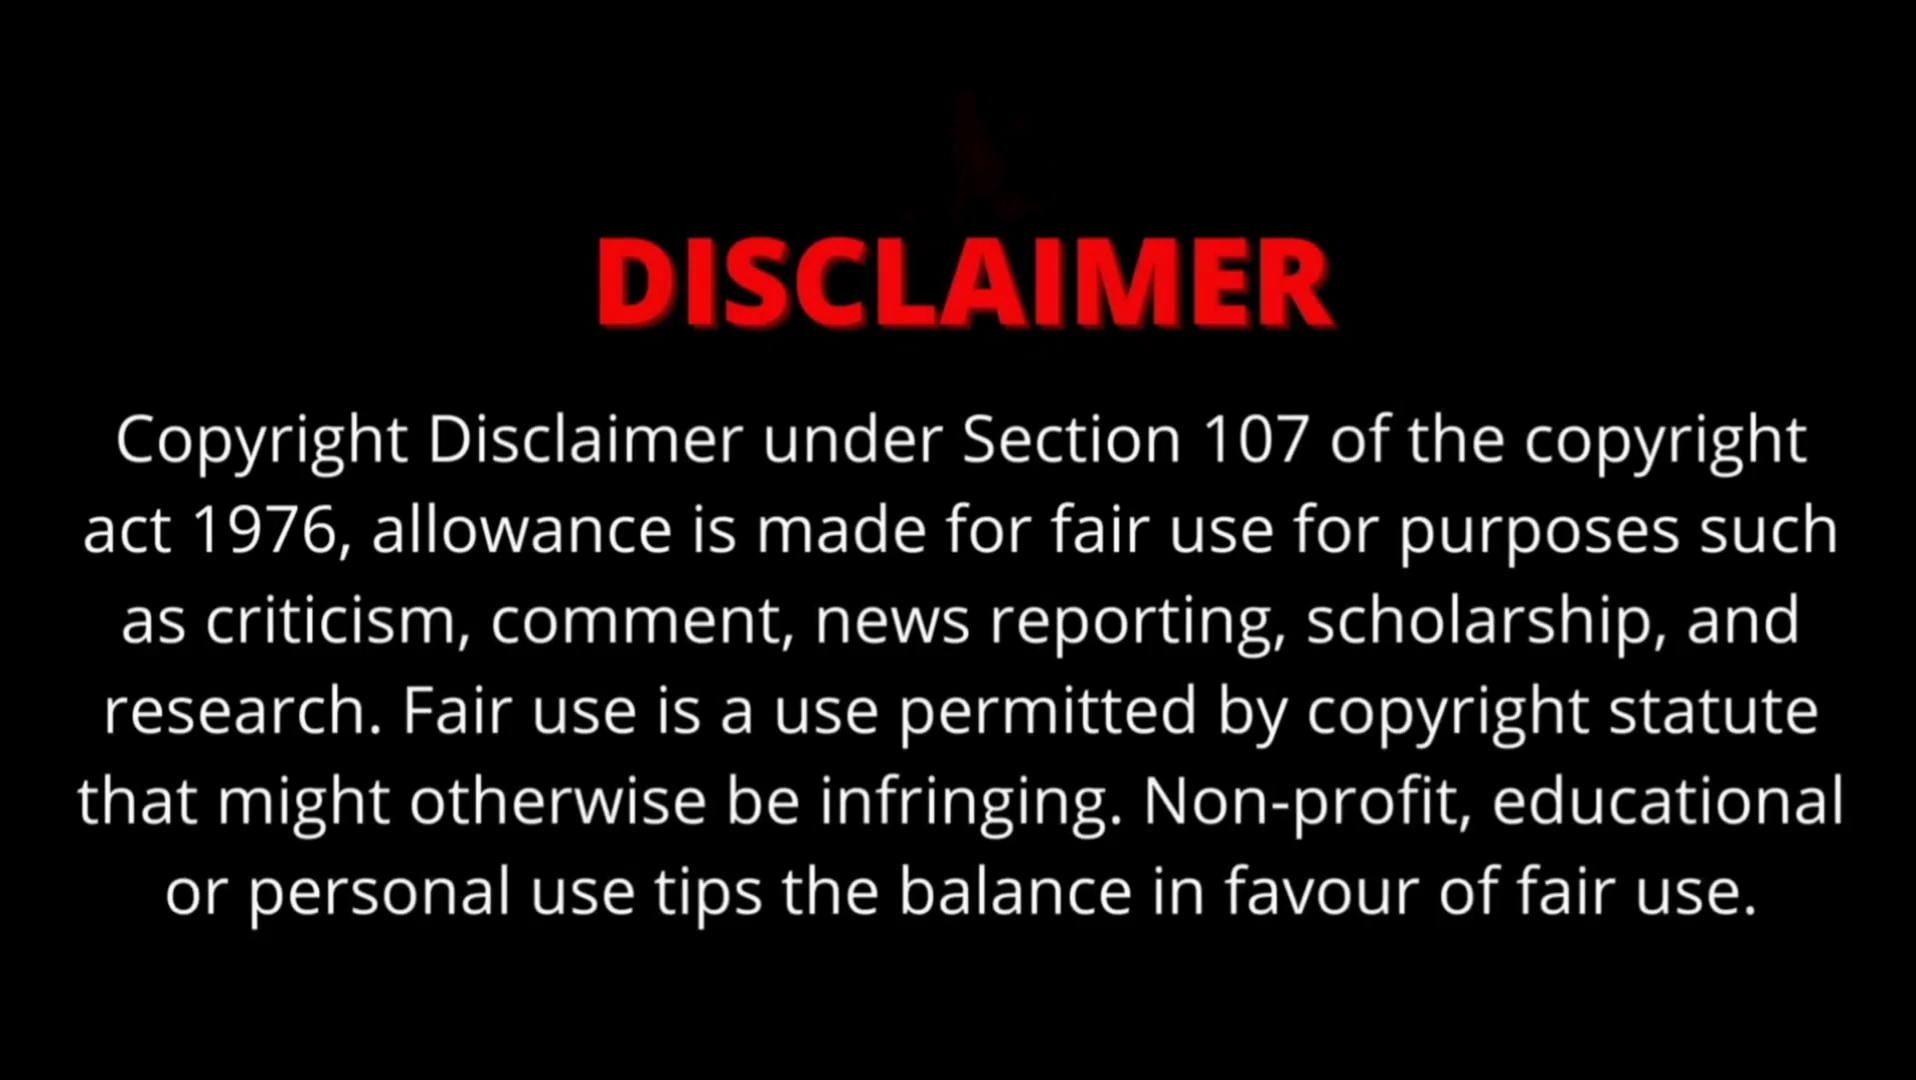 DISCLAIMER
Copyright Disclaimer under Section 107 of the copyright
act 1976, allowance is made for fair use for purposes such
as criticism, comment, news reporting, scholarship, and
research. Fair use is a use permitted by copyright statute
that might otherwise be infringing. Non-profit, educational
or personal use tips the balance in favour of fair use.